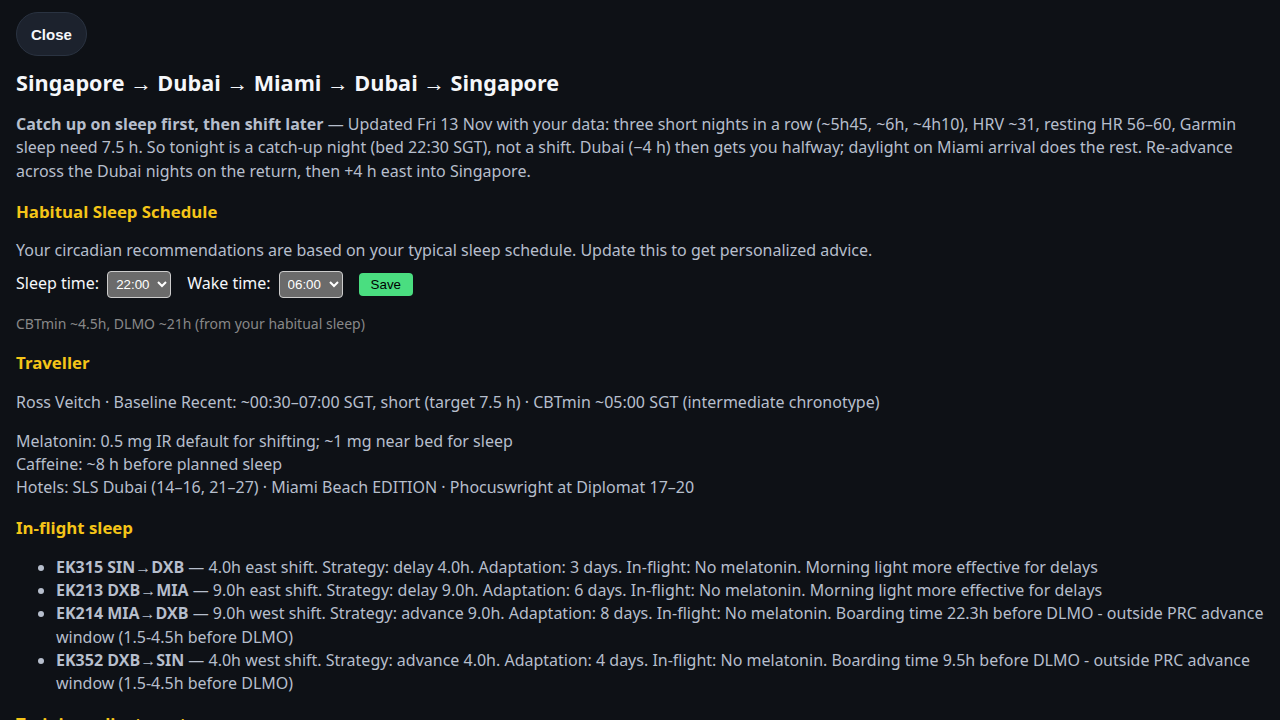 Close
Singapore → Dubai → Miami → Dubai → Singapore
Catch up on sleep first, then shift later — Updated Fri 13 Nov with your data: three short nights in a row (~5h45, ~6h, ~4h10), HRV ~31, resting HR 56–60, Garmin
sleep need 7.5 h. So tonight is a catch-up night (bed 22:30 SGT), not a shift. Dubai (−4 h) then gets you halfway; daylight on Miami arrival does the rest. Re-advance
across the Dubai nights on the return, then +4 h east into Singapore.
Habitual Sleep Schedule
Your circadian recommendations are based on your typical sleep schedule. Update this to get personalized advice.
Sleep time: 22:00 Wake time: 06:00 Save
CBTmin ~4.5h, DLMO ~21h (from your habitual sleep)
Traveller
Ross Veitch · Baseline Recent: ~00:30–07:00 SGT, short (target 7.5 h) · CBTmin ~05:00 SGT (intermediate chronotype)
Melatonin: 0.5 mg IR default for shifting; ~1 mg near bed for sleep
Caffeine: ~8 h before planned sleep
Hotels: SLS Dubai (14–16, 21–27) · Miami Beach EDITION · Phocuswright at Diplomat 17–20
In-flight sleep
• EK315 SIN→DXB — 4.0h east shift. Strategy: delay 4.0h. Adaptation: 3 days. In-flight: No melatonin. Morning light more effective for delays
• EK213 DXB→MIA — 9.0h east shift. Strategy: delay 9.0h. Adaptation: 6 days. In-flight: No melatonin. Morning light more effective for delays
• EK214 MIA→DXB — 9.0h west shift. Strategy: advance 9.0h. Adaptation: 8 days. In-flight: No melatonin. Boarding time 22.3h before DLMO - outside PRC advance
window (1.5-4.5h before DLMO)
• EK352 DXB→SIN — 4.0h west shift. Strategy: advance 4.0h. Adaptation: 4 days. In-flight: No melatonin. Boarding time 9.5h before DLMO - outside PRC advance
window (1.5-4.5h before DLMO)